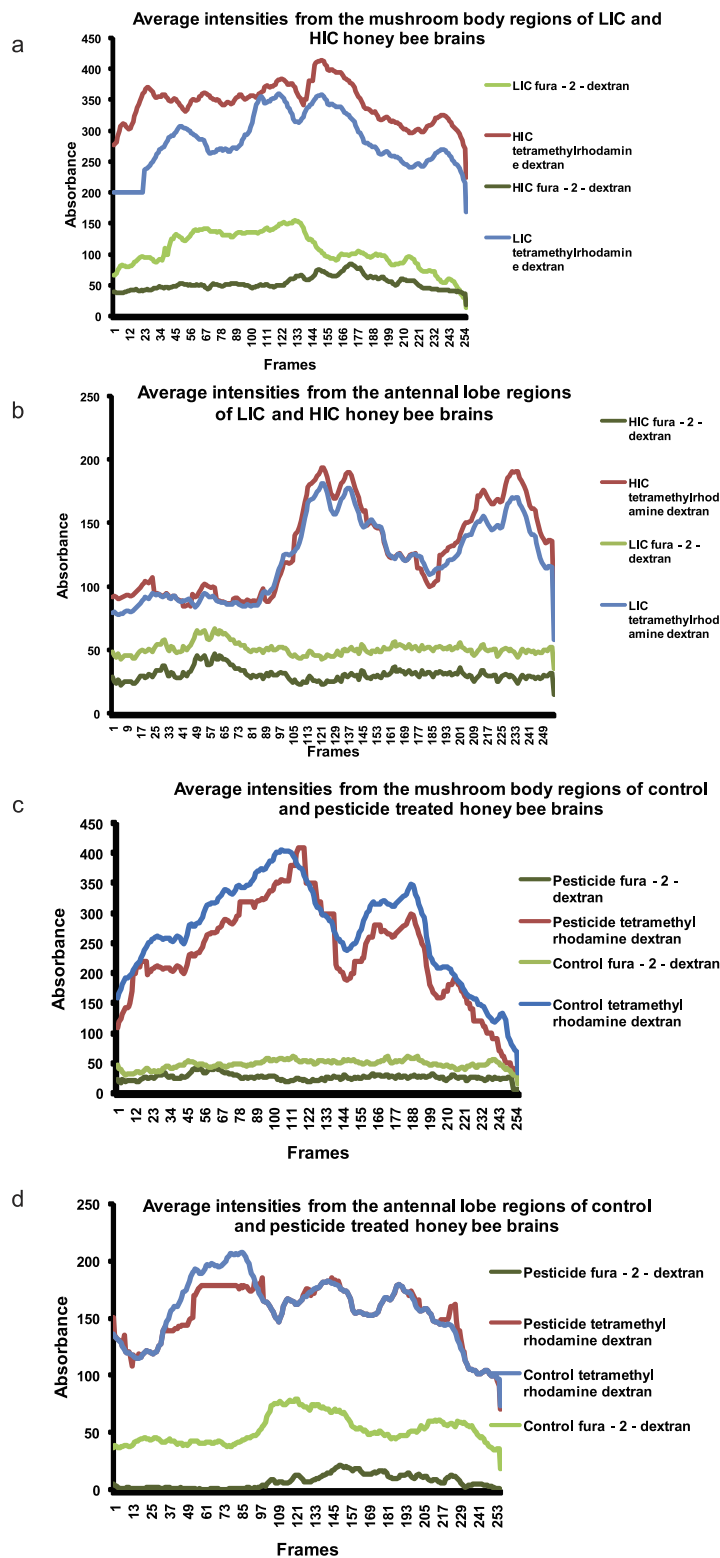 a
Average intensities from the mushroom body regions of LIC and
HIC honey bee brains
450
400
350
300
250
200
150
100
50
0
Absorbance
1 12 23 34 45 56 67 78 89 100 111 122 133 144 155 166 177 188 199 210 221 232 243 254
Frames
LIC fura - 2 - dextran
HIC
tetramethylrhodamin
e dextran
HIC fura - 2 - dextran
LIC
tetramethylrhodamin
e dextran
b
Average intensities from the antennal lobe regions
of LIC and HIC honey bee brains
250
200
150
100
50
0
Absorbance
1 9 17 25 33 41 49 57 65 73 81 89 97 105 113 121 129 137 145 153 161 169 177 185 193 201 209 217 225 233 241 249
Frames
HIC fura - 2 -
dextran
HIC
tetramethylrhod
amine dextran
LIC fura - 2 -
dextran
LIC
tetramethylrhod
amine dextran
c
Average intensities from the mushroom body regions of control
and pesticide treated honey bee brains
450
400
350
300
250
200
150
100
50
0
Absorbance
1 12 23 34 45 56 67 78 89 100 111 122 133 144 155 166 177 188 199 210 221 232 243 254
Frames
Pesticide fura - 2 -
dextran
Pesticide tetramethyl
rhodamine dextran
Control fura - 2 - dextran
Control tetramethyl
rhodamine dextran
d
Average intensities from the antennal lobe regions of control
and pesticide treated honey bee brains
250
200
150
100
50
0
Absorbance
1 13 25 37 49 61 73 85 97 109 121 133 145 157 169 181 193 205 217 229 241 253
Frames
Pesticide fura - 2 - dextran
Pesticide tetramethyl
rhodamine dextran
Control tetramethyl
rhodamine dextran
Control fura - 2 - dextran